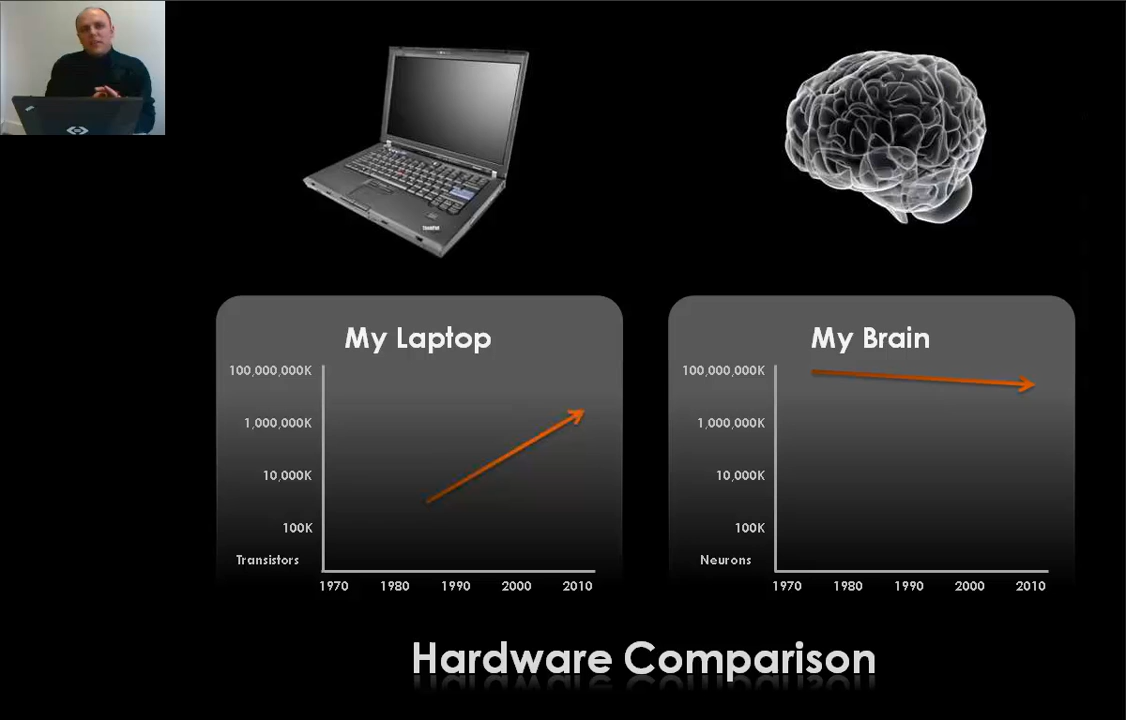 ThinkPad
My Laptop
100,000,000K
1,000,000K
10,000K
100K
Transistors
1970 1980 1990 2000 2010
My Brain
100,000,000K
1,000,000K
10,000K
100K
Neurons
1970 1980 1990 2000 2010
Hardware Comparison